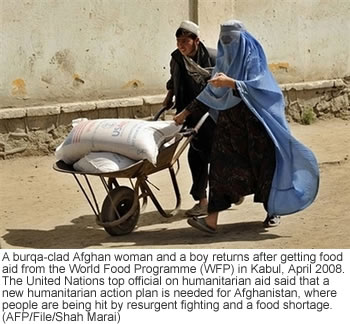 A burqa-clad Afghan woman and a boy returns after getting food
aid from the World Food Programme (WFP) in Kabul, April 2008.
The United Nations top official on humanitarian aid said that a
new humanitarian action plan is needed for Afghanistan, where
people are being hit by resurgent fighting and a food shortage.
(AFP/File/Shah Marai)